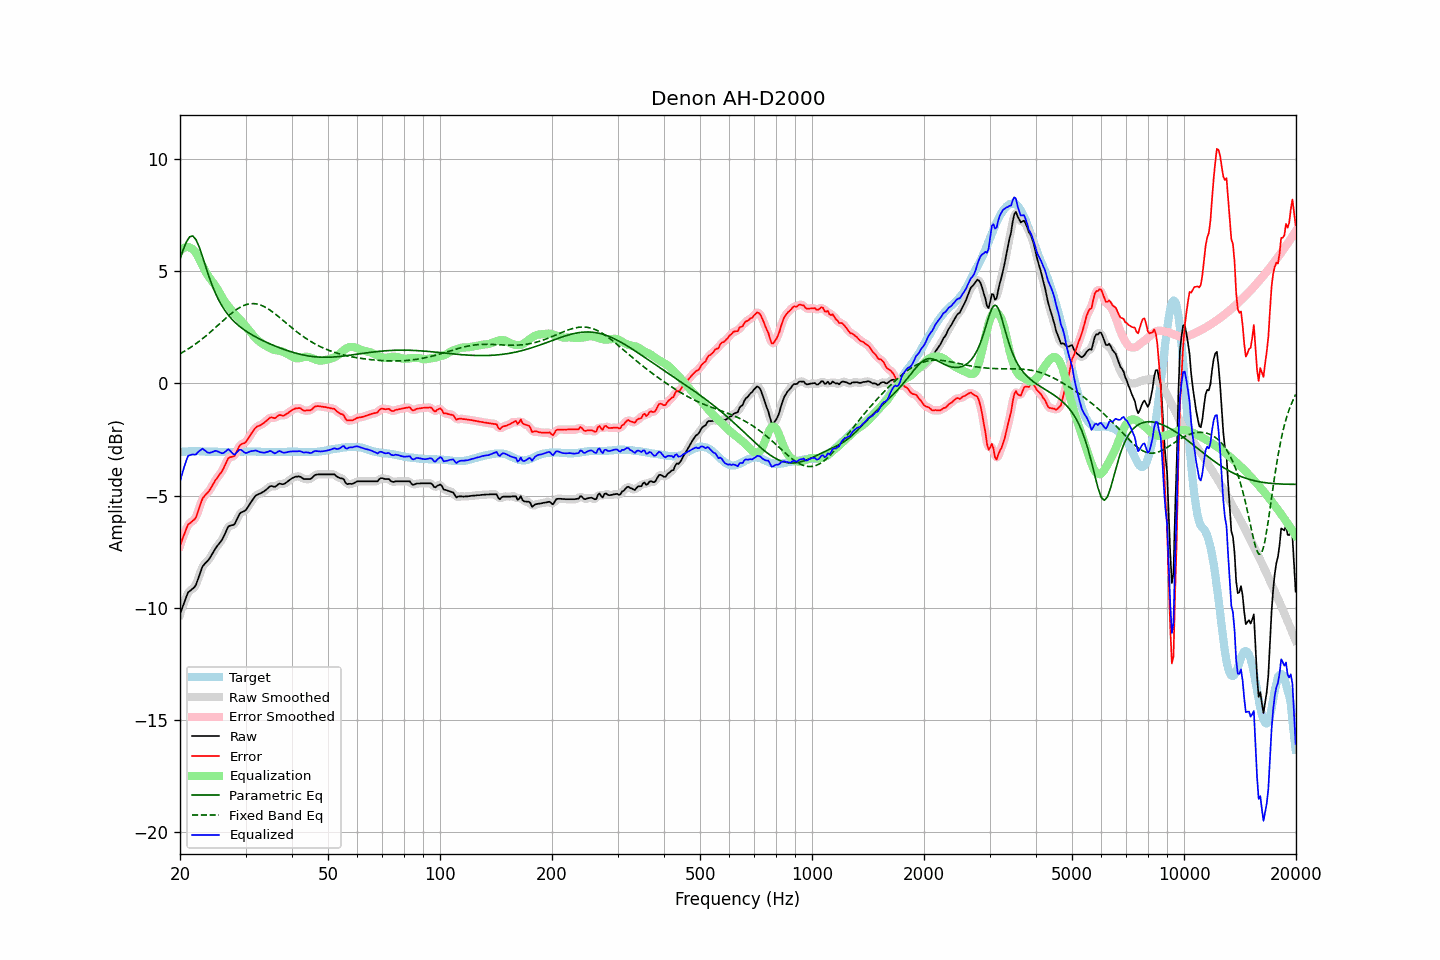 Denon AH-D2000
Amplitude (dBr)
10
5
0
−5
−10
−15
−20
Target
Raw Smoothed
Error Smoothed
Raw
Error
Equalization
Parametric Eq
Fixed Band Eq
Equalized
20 50 100 200 500 1000 2000 5000 10000 20000
Frequency (Hz)